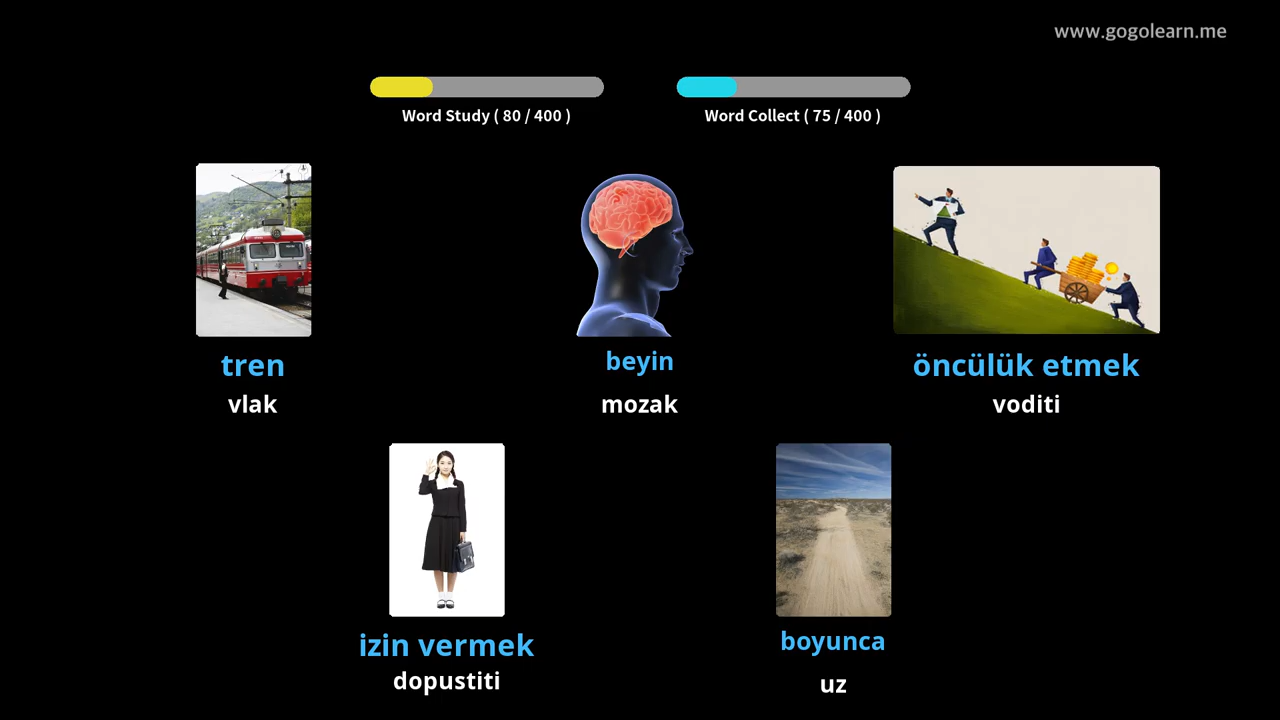 www.gogolearn.me
Word Study ( 80 / 400 )
Word Collect ( 75 / 400 )
tren
vlak
beyin
mozak
öncülük etmek
voditi
izin vermek
dopustiti
boyunca
uz